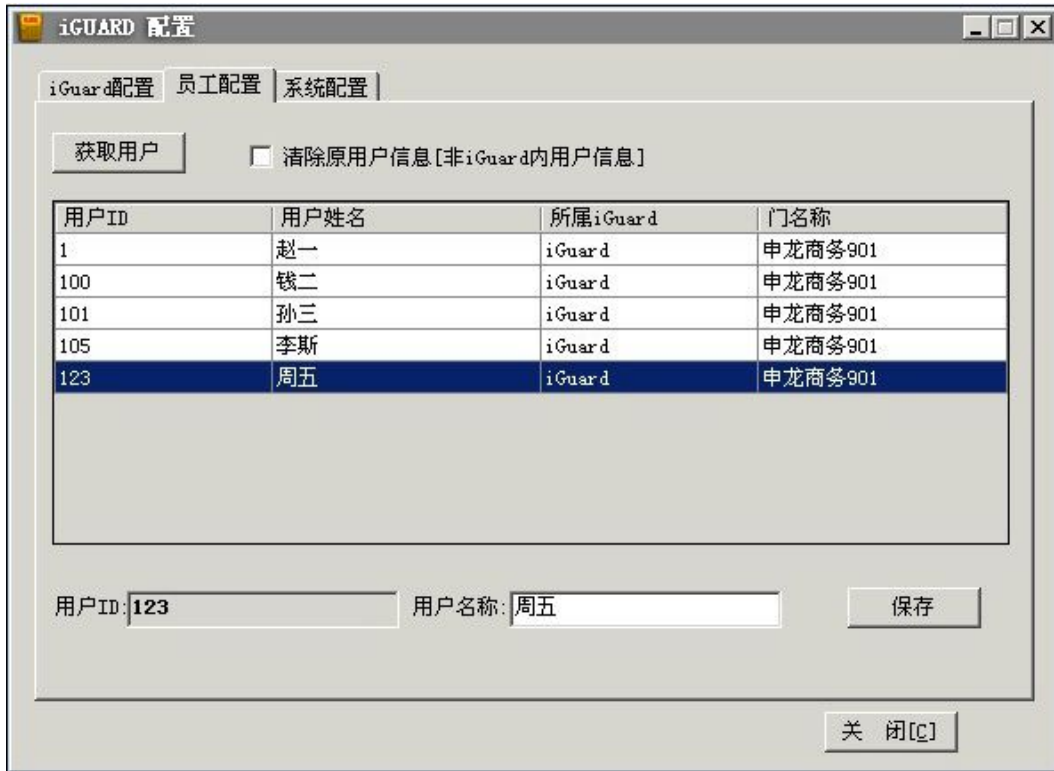 iGUARD 配置
iGuard配置 员工配置 系统配置
获取用户 清除原用户信息[非iGuard内用户信息]
用户ID 用户姓名 所属iGuard 门名称
1 赵一 iGuard 申龙商务901
100 钱二 iGuard 申龙商务901
101 孙三 iGuard 申龙商务901
105 李斯 iGuard 申龙商务901
123 周五 iGuard 申龙商务901
用户ID:123 用户名称:周五 保存
关 闭[C]